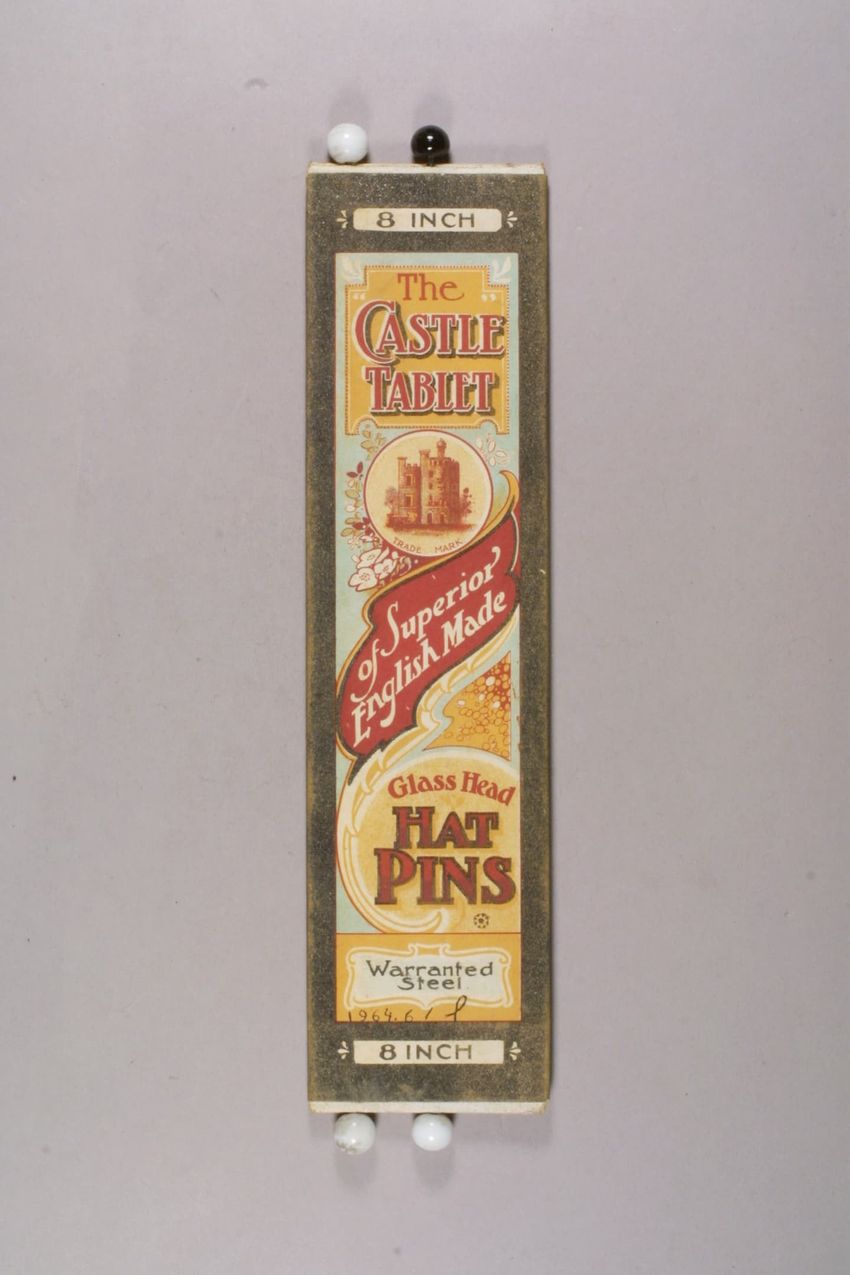 8 INCH
The
"CASTLE"
TABLET
TRADE MARK
of Superior
English Made
Glass Head
HAT
PINS
Warranted
Steel
1964.61
8 INCH